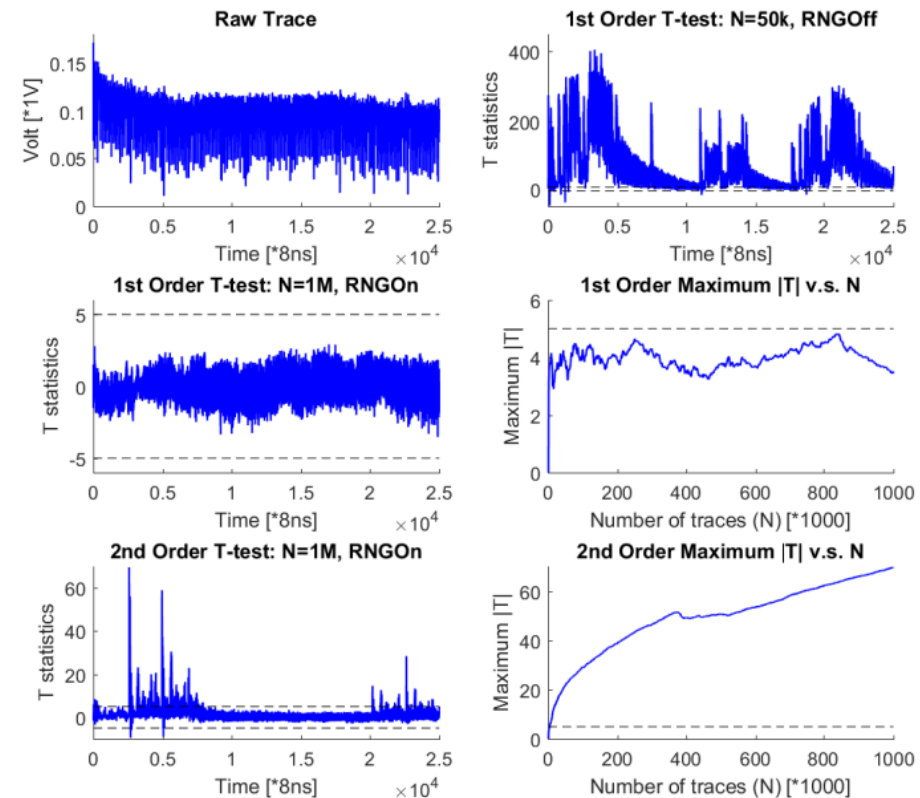 Raw Trace
Volt [*1V]
0.15
0.1
0.05
0
0 0.5 1 1.5 2 2.5
Time [*8ns]
×10^4
1st Order T-test: N=50k, RNGOff
T statistics
400
200
0
0 0.5 1 1.5 2 2.5
Time [*8ns]
×10^4
1st Order T-test: N=1M, RNGOn
T statistics
5
0
-5
0 0.5 1 1.5 2 2.5
Time [*8ns]
×10^4
1st Order Maximum |T| v.s. N
Maximum |T|
6
4
2
0
0 200 400 600 800 1000
Number of traces (N) [*1000]
2nd Order T-test: N=1M, RNGOn
T statistics
60
40
20
0
0 0.5 1 1.5 2 2.5
Time [*8ns]
×10^4
2nd Order Maximum |T| v.s. N
Maximum |T|
60
40
20
0
0 200 400 600 800 1000
Number of traces (N) [*1000]